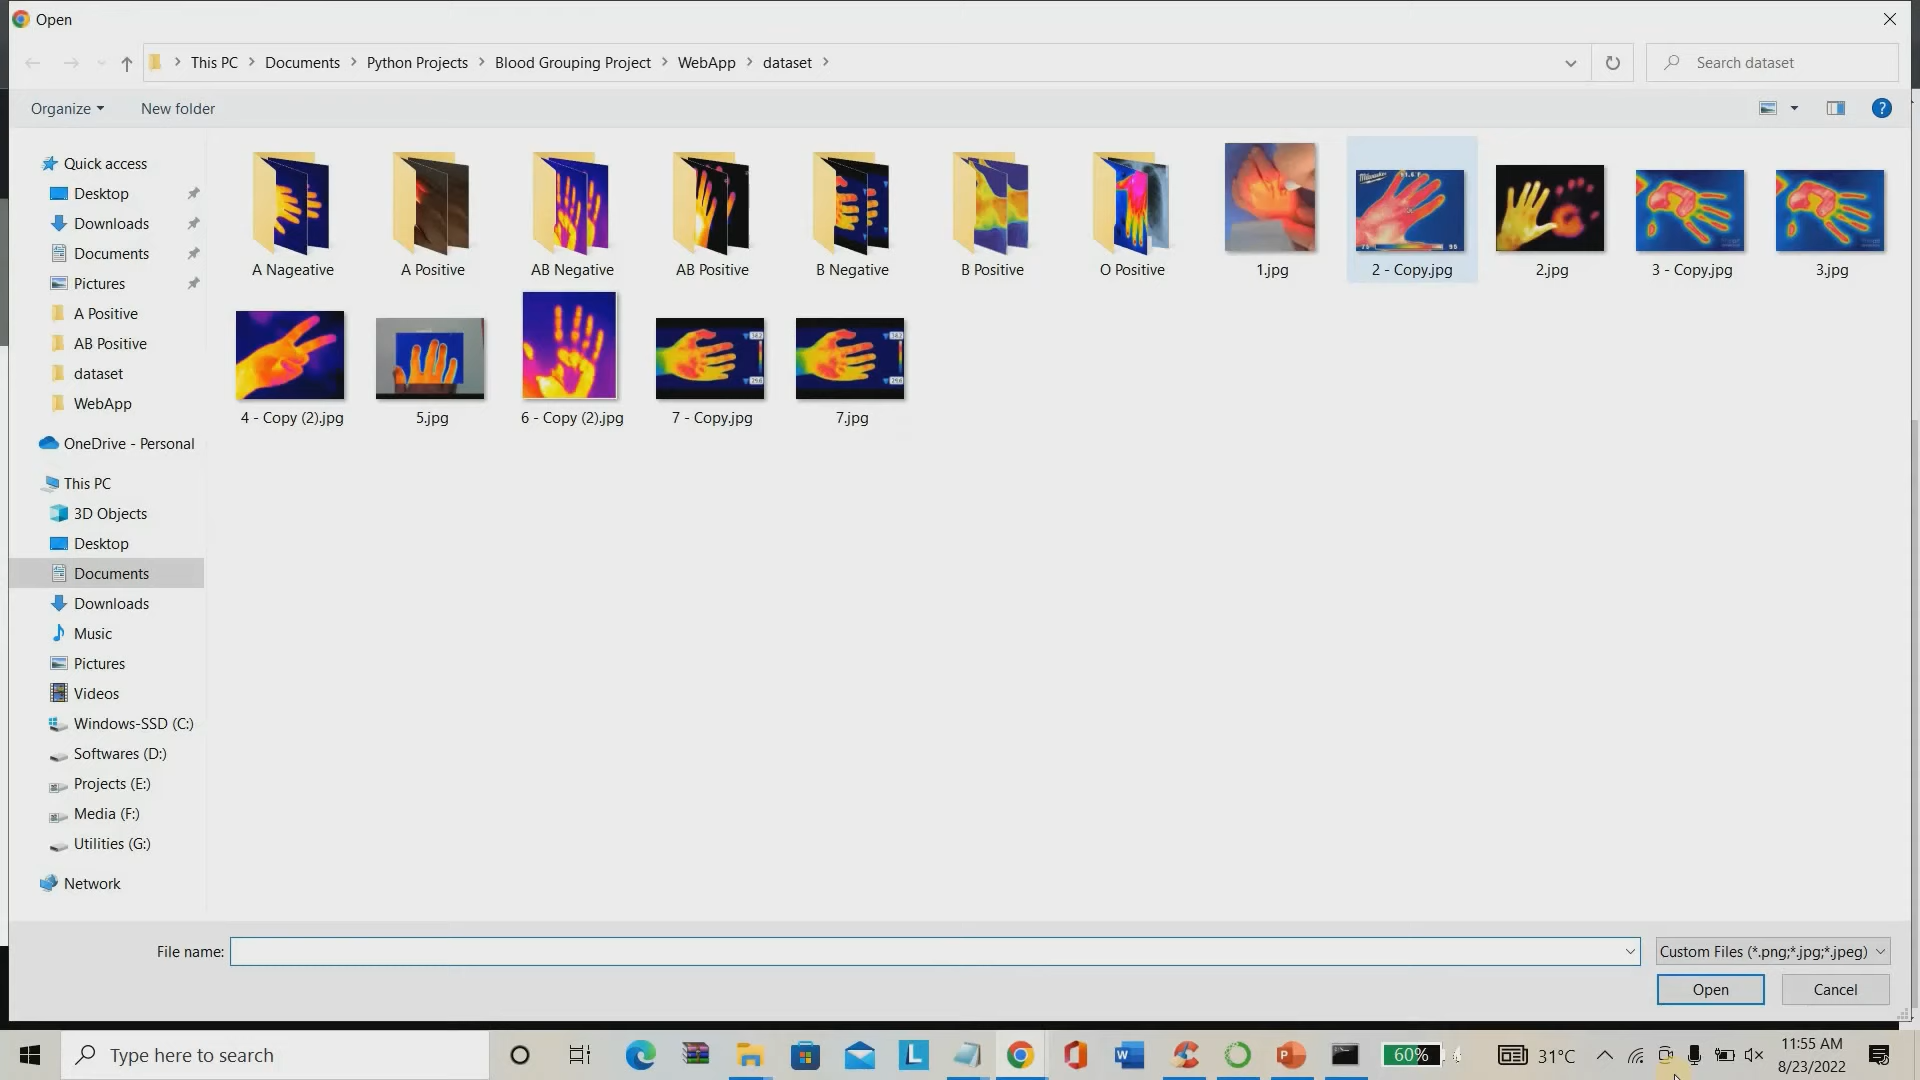 Open
This PC > Documents > Python Projects > Blood Grouping Project > WebApp > dataset >
Search dataset
Organize
New folder
Quick access
Desktop
Downloads
Documents
Pictures
A Positive
AB Positive
dataset
WebApp
OneDrive - Personal
This PC
3D Objects
Desktop
Documents
Downloads
Music
Pictures
Videos
Windows-SSD (C:)
Softwares (D:)
Projects (E:)
Media (F:)
Utilities (G:)
Network
A Nageative
A Positive
AB Negative
AB Positive
B Negative
B Positive
O Positive
1.jpg
2 - Copy.jpg
2.jpg
3 - Copy.jpg
3.jpg
4 - Copy (2).jpg
5.jpg
6 - Copy (2).jpg
7 - Copy.jpg
7.jpg
File name:
Custom Files (*.png;*.jpg;*.jpeg)
Open
Cancel
Type here to search
60%
31°C
11:55 AM
8/23/2022